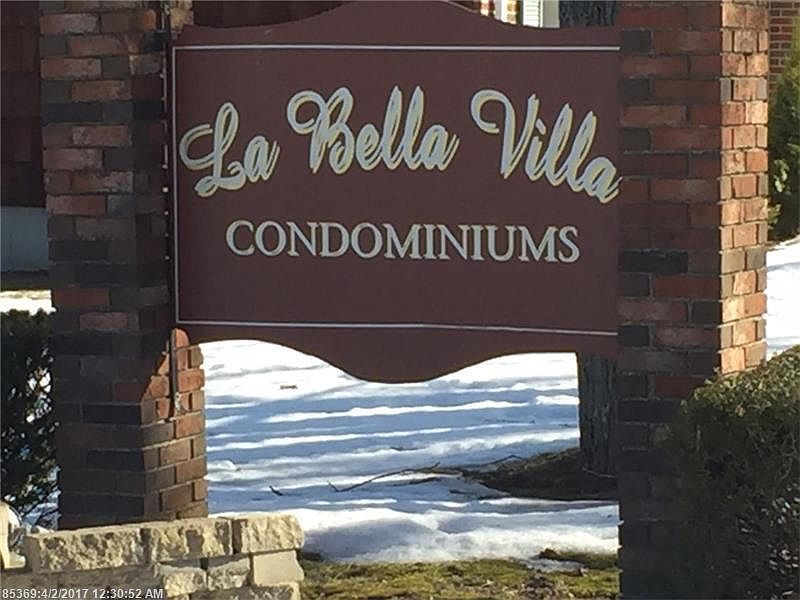 La Bella Villa
CONDOMINIUMS
85369:4/2/2017 12:30:52 AM